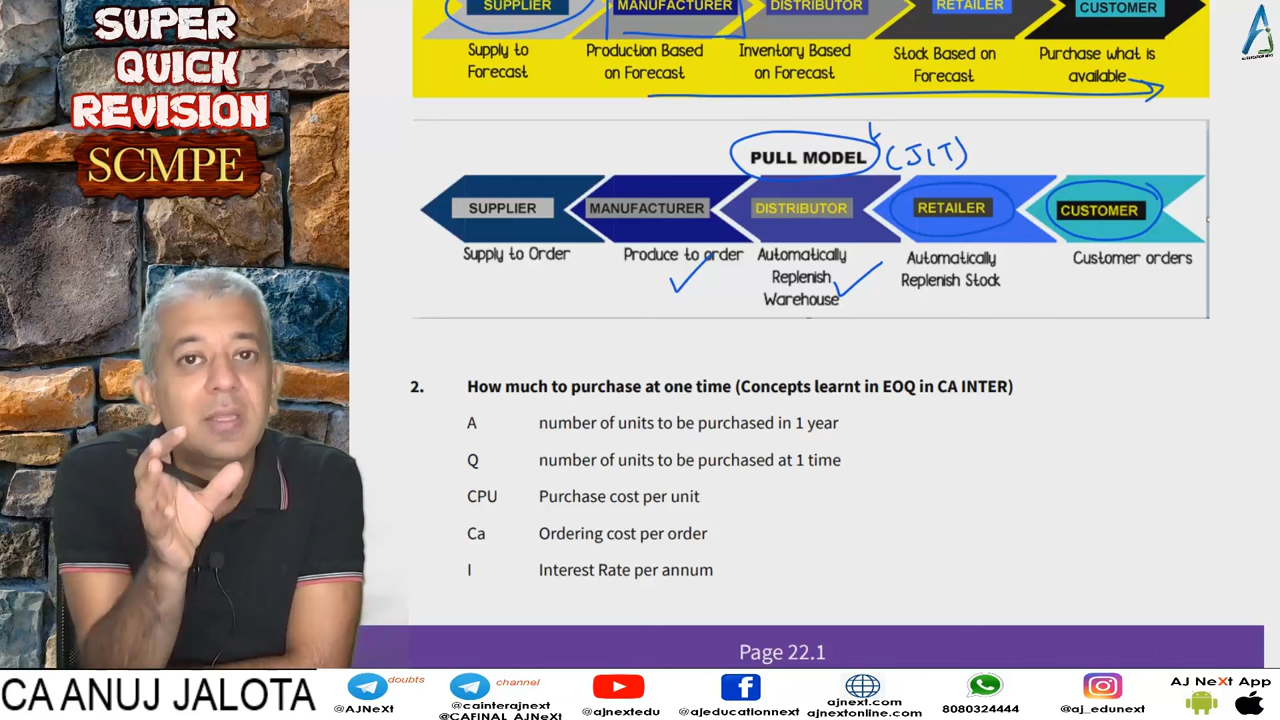 SUPER
QUICK
REVISION
SCMPE
SUPPLIER
MANUFACTURER
DISTRIBUTOR
RETAILER
CUSTOMER
Supply to
Forecast
Production Based
on Forecast
Inventory Based
on Forecast
Stock Based on
Forecast
Purchase what is
available
PULL MODEL (JIT)
SUPPLIER
MANUFACTURER
DISTRIBUTOR
RETAILER
CUSTOMER
Supply to Order
Produce to order
Automatically
Replenish
Warehouse
Automatically
Replenish Stock
Customer orders
2. How much to purchase at one time (Concepts learnt in EOQ in CA INTER)
A number of units to be purchased in 1 year
Q number of units to be purchased at 1 time
CPU Purchase cost per unit
Ca Ordering cost per order
I Interest Rate per annum
Page 22.1
CA ANUJ JALOTA
doubts
@AJNeXt
channel
@cainterajnext
@CAFINAL_AJNeXt
@ajnextedu
@ajeducationnext
ajnext.com
ajnextonline.com
8080324444
@aj_edunext
AJ NeXt App